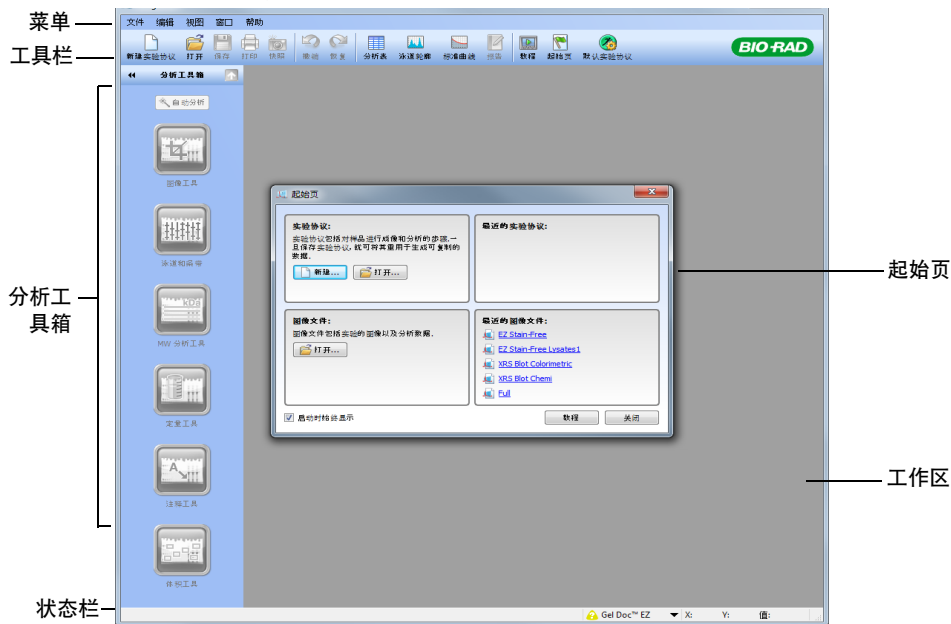 菜单
工具栏
分析工
具箱
状态栏
起始页
工作区
文件 编辑 视图 窗口 帮助
新建实验协议 打开 保存 打印 快照 撤消 恢复 分析表 泳道轮廓 标准曲线 报告 教程 起始页 默认实验协议
BIO-RAD
分析工具箱
自动分析
图像工具
泳道和条带
KDa
MW 分析工具
定量工具
A
注释工具
体积工具
起始页
实验协议:
实验协议包括对样品进行成像和分析的步骤.一
旦保存实验协议, 就可将其重用于生成可复制的
数据.
新建... 打开...
最近的实验协议:
图像文件:
图像文件包括实验的图像以及分析数据.
打开...
最近的图像文件:
EZ Stain-Free
EZ Stain-Free Lysates1
XRS Blot Colorimetric
XRS Blot Chemi
Full
启动时始终显示
教程 关闭
Gel Doc™ EZ X: Y: 值: